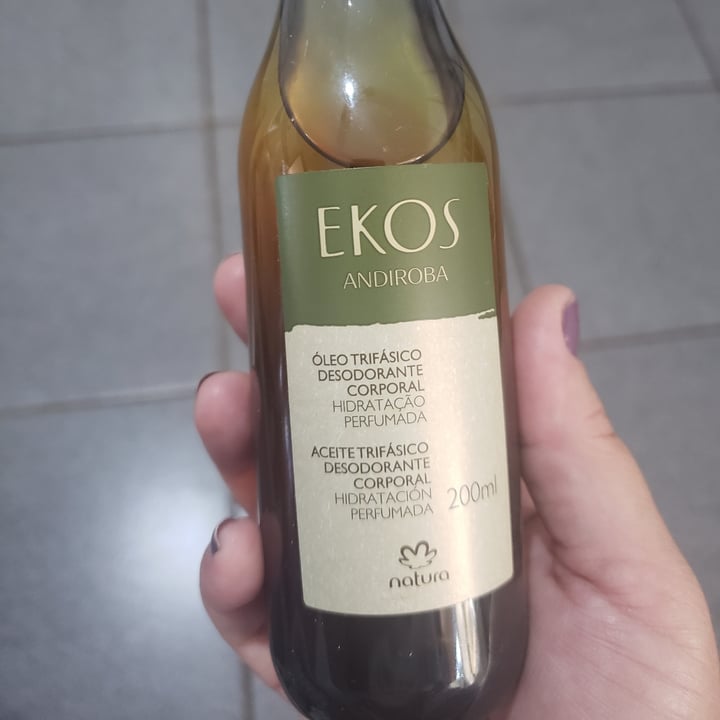 EKOS
ANDIROBA
ÓLEO TRIFÁSICO
DESODORANTE
CORPORAL
HIDRATAÇÃO
PERFUMADA
ACEITE TRIFÁSICO
DESODORANTE
CORPORAL
HIDRATACIÓN
PERFUMADA
200ml
natura